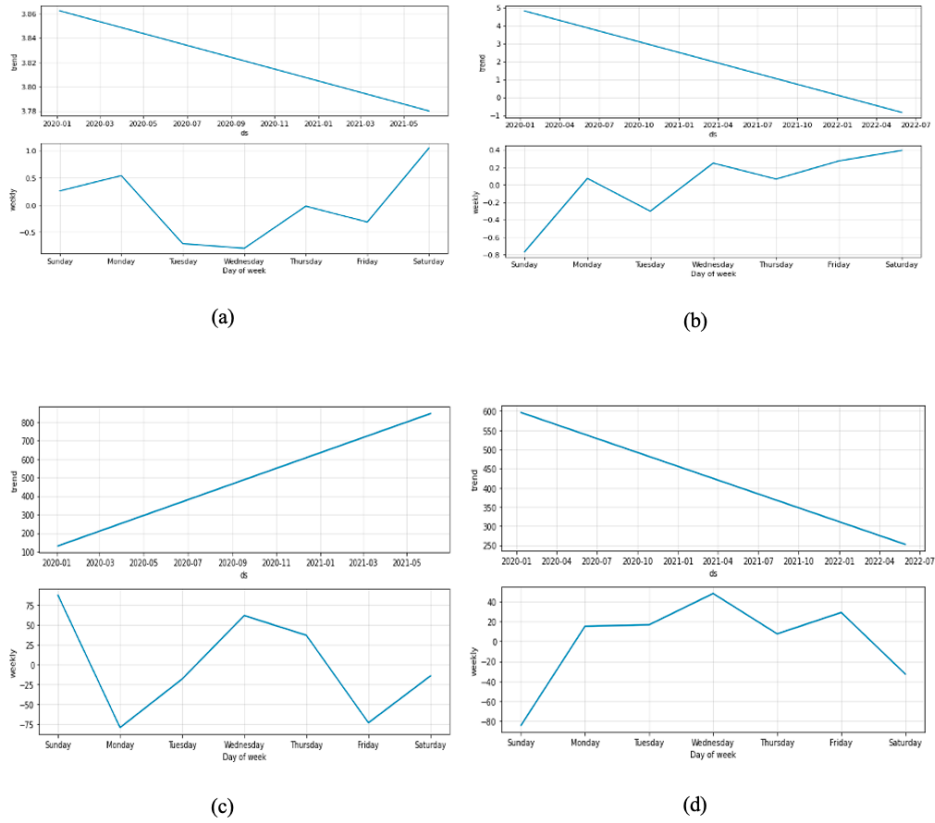 3.86
3.84
3.82
3.80
3.78
trend
2020-01 2020-03 2020-05 2020-07 2020-09 2020-11 2021-01 2021-03 2021-05
ds
1.0
0.5
0.0
−0.5
weekly
Sunday Monday Tuesday Wednesday Thursday Friday Saturday
Day of week
(a)
5
4
3
2
1
0
−1
trend
2020-01 2020-04 2020-07 2020-10 2021-01 2021-04 2021-07 2021-10 2022-01 2022-04 2022-07
ds
0.4
0.2
0.0
−0.2
−0.4
−0.6
−0.8
weekly
Sunday Monday Tuesday Wednesday Thursday Friday Saturday
Day of week
(b)
800
700
600
500
400
300
200
100
trend
2020-01 2020-03 2020-05 2020-07 2020-09 2020-11 2021-01 2021-03 2021-05
ds
75
50
25
0
−25
−50
−75
weekly
Sunday Monday Tuesday Wednesday Thursday Friday Saturday
Day of week
(c)
600
550
500
450
400
350
300
250
trend
2020-01 2020-04 2020-07 2020-10 2021-01 2021-04 2021-07 2021-10 2022-01 2022-04 2022-07
ds
40
20
0
−20
−40
−60
−80
weekly
Sunday Monday Tuesday Wednesday Thursday Friday Saturday
Day of week
(d)